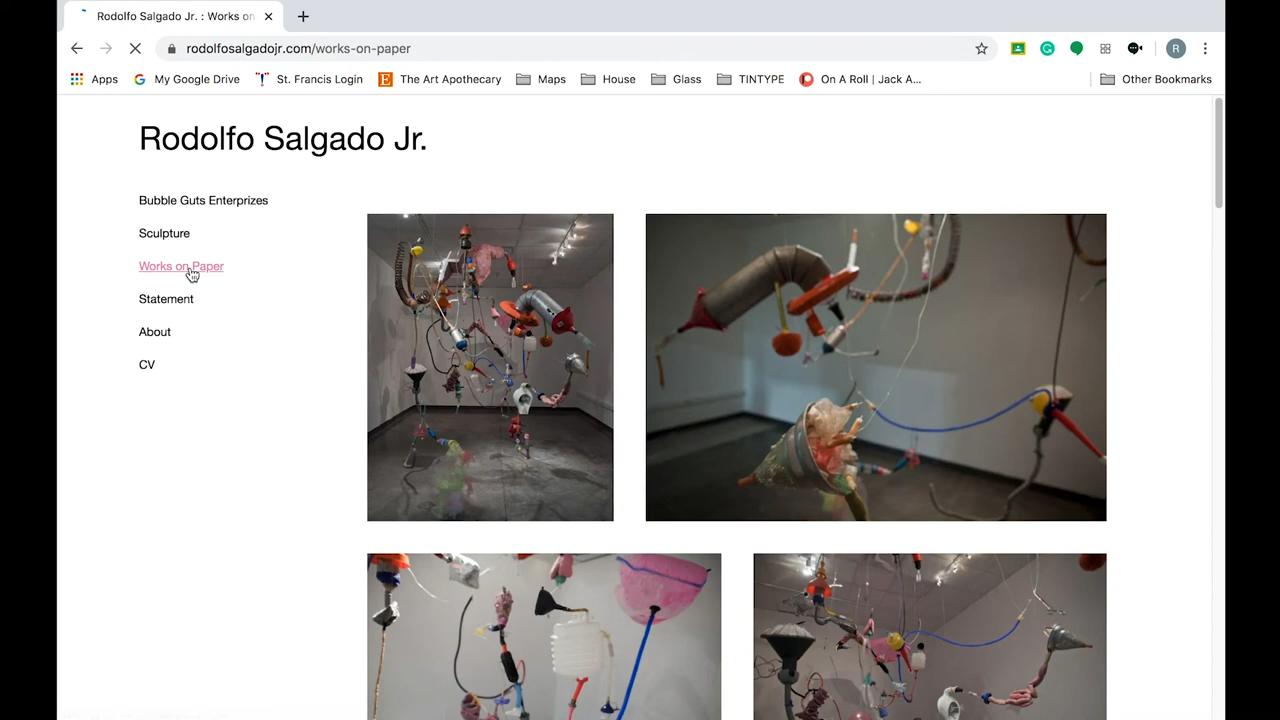 Rodolfo Salgado Jr. : Works on
rodolfosalgadojr.com/works-on-paper
R
Apps
My Google Drive
St. Francis Login
The Art Apothecary
Maps
House
Glass
TINTYPE
On A Roll | Jack A...
Other Bookmarks
Rodolfo Salgado Jr.
Bubble Guts Enterprizes
Sculpture
Works on Paper
Statement
About
CV